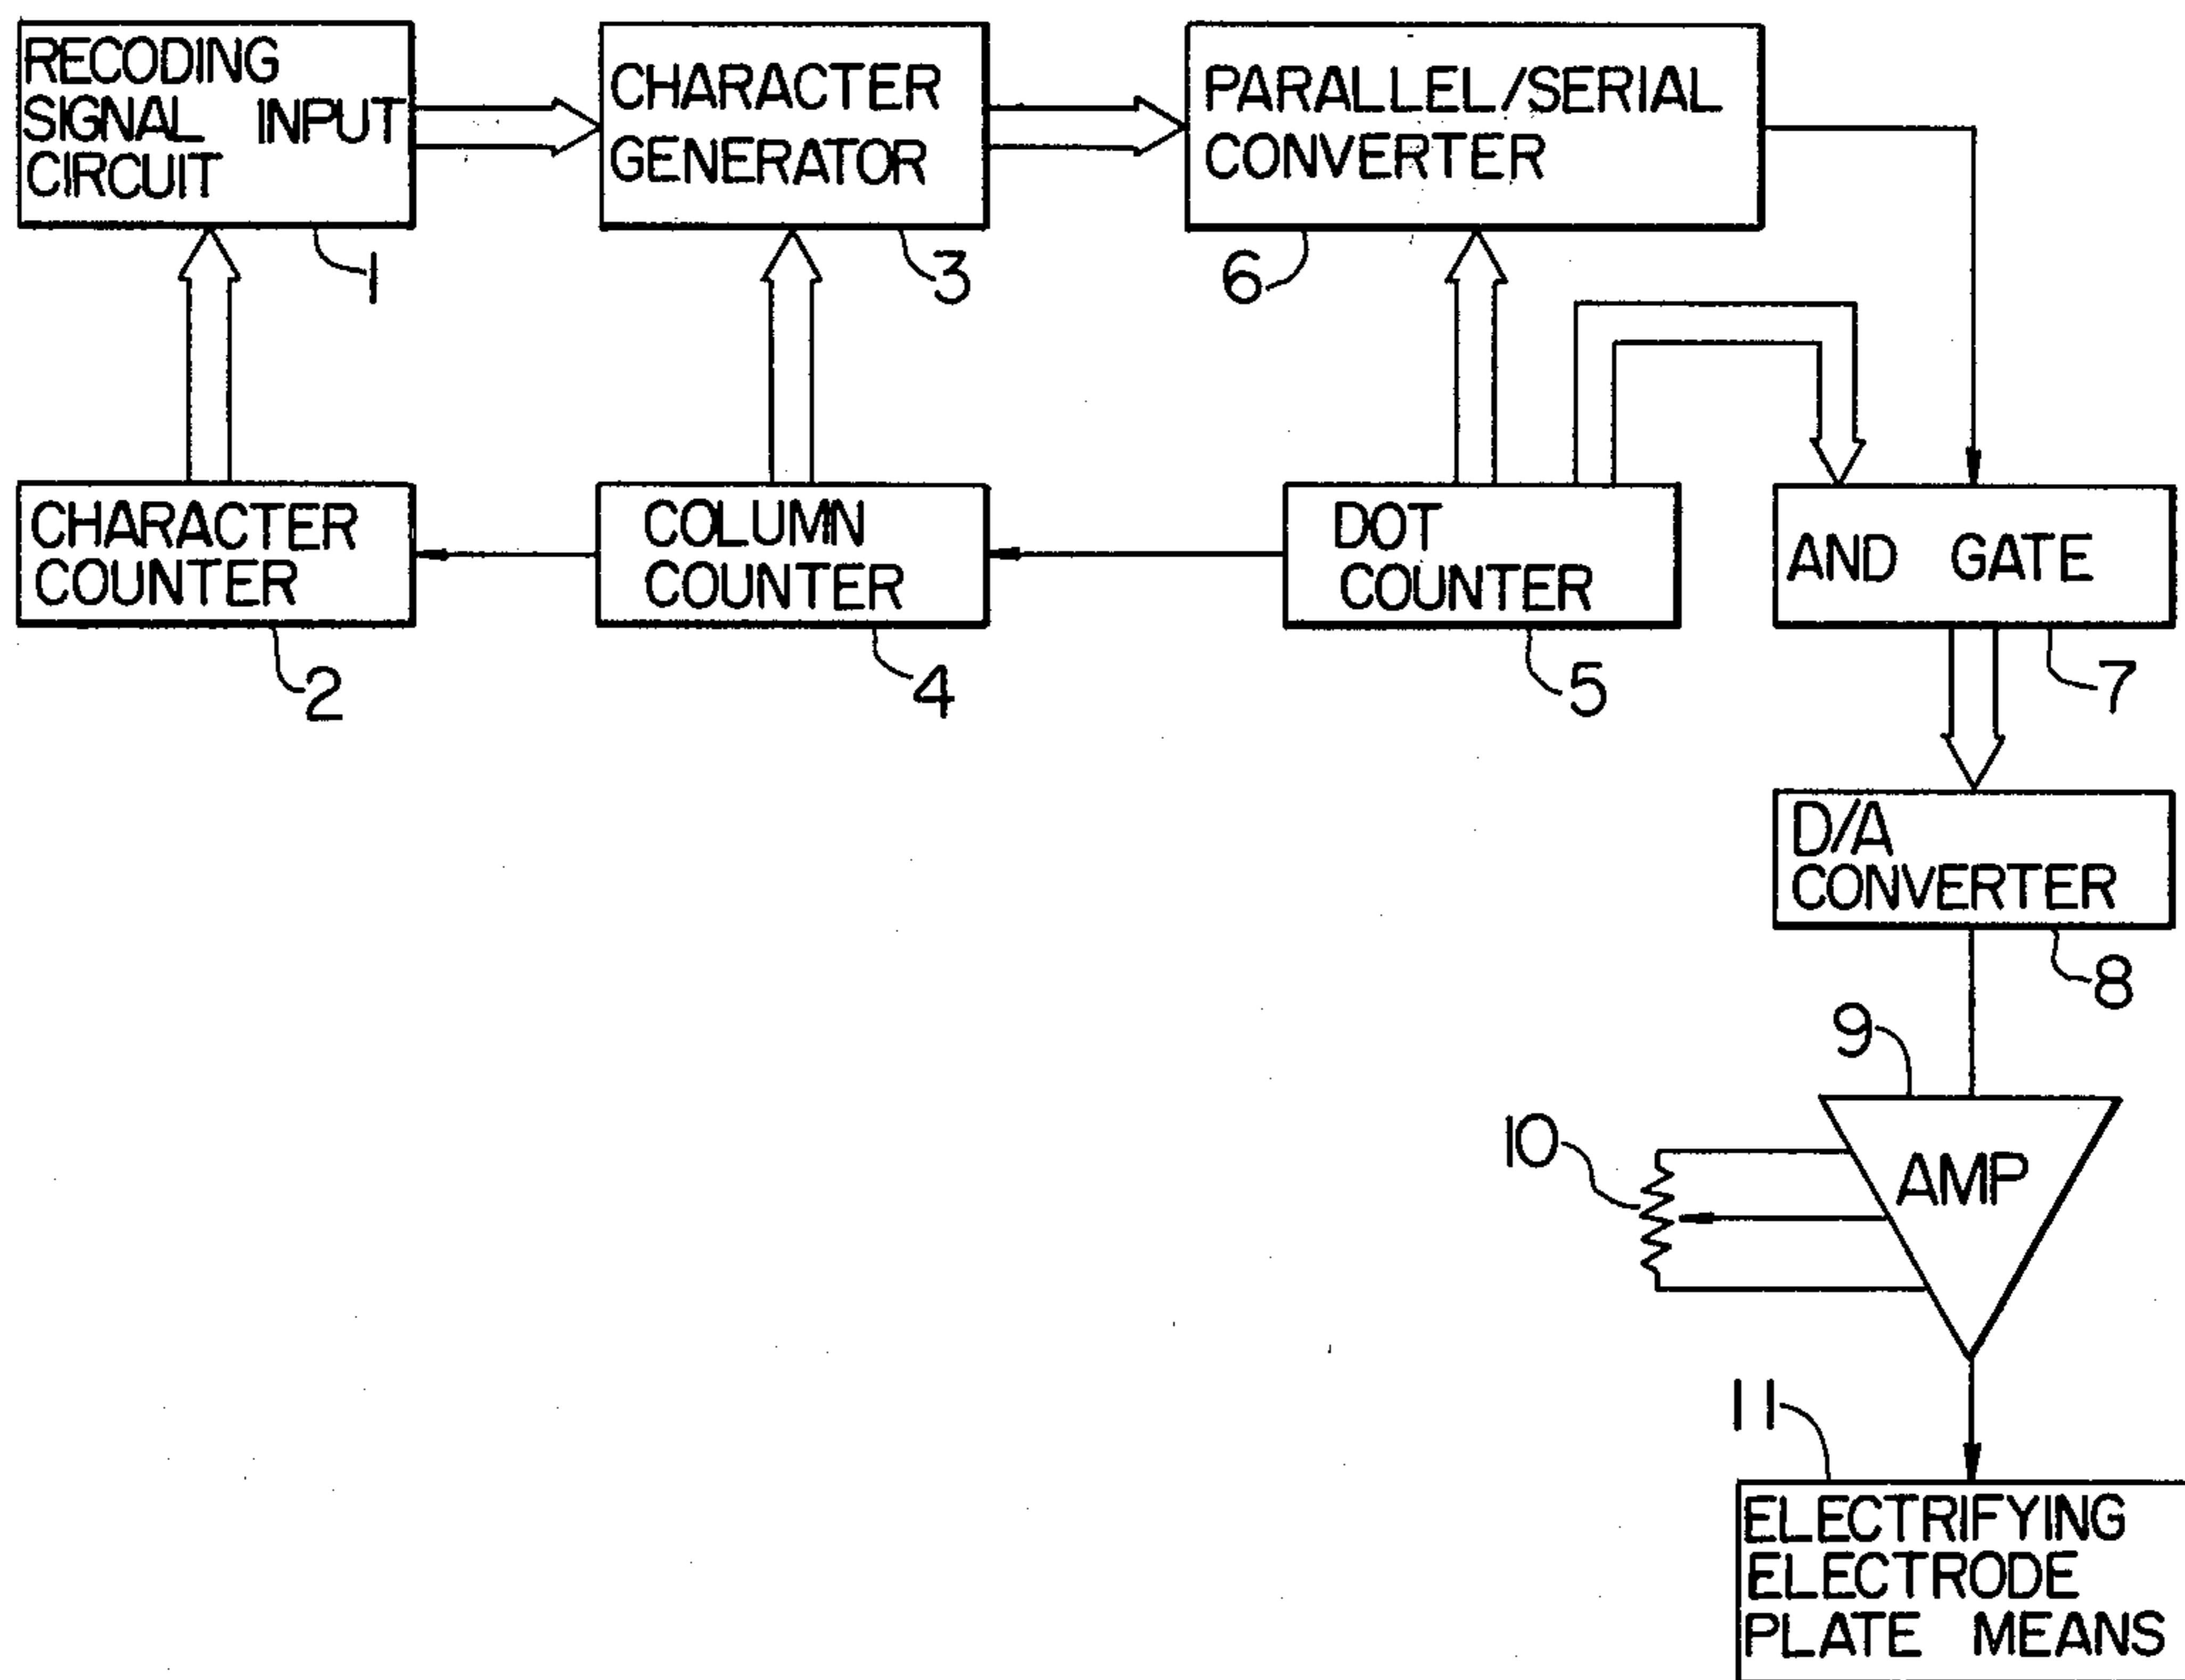 RECODING
SIGNAL INPUT
CIRCUIT
CHARACTER
GENERATOR
PARALLEL/SERIAL
CONVERTER
1
3
6
CHARACTER
COUNTER
COLUMN
COUNTER
DOT
COUNTER
AND GATE
2
4
5
7
D/A
CONVERTER
8
9
10
AMP
11
ELECTRIFYING
ELECTRODE
PLATE MEANS